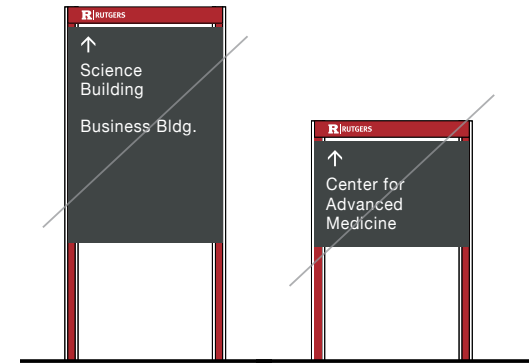 R RUTGERS
Science
Building
Business Bldg.
R RUTGERS
Center for
Advanced
Medicine